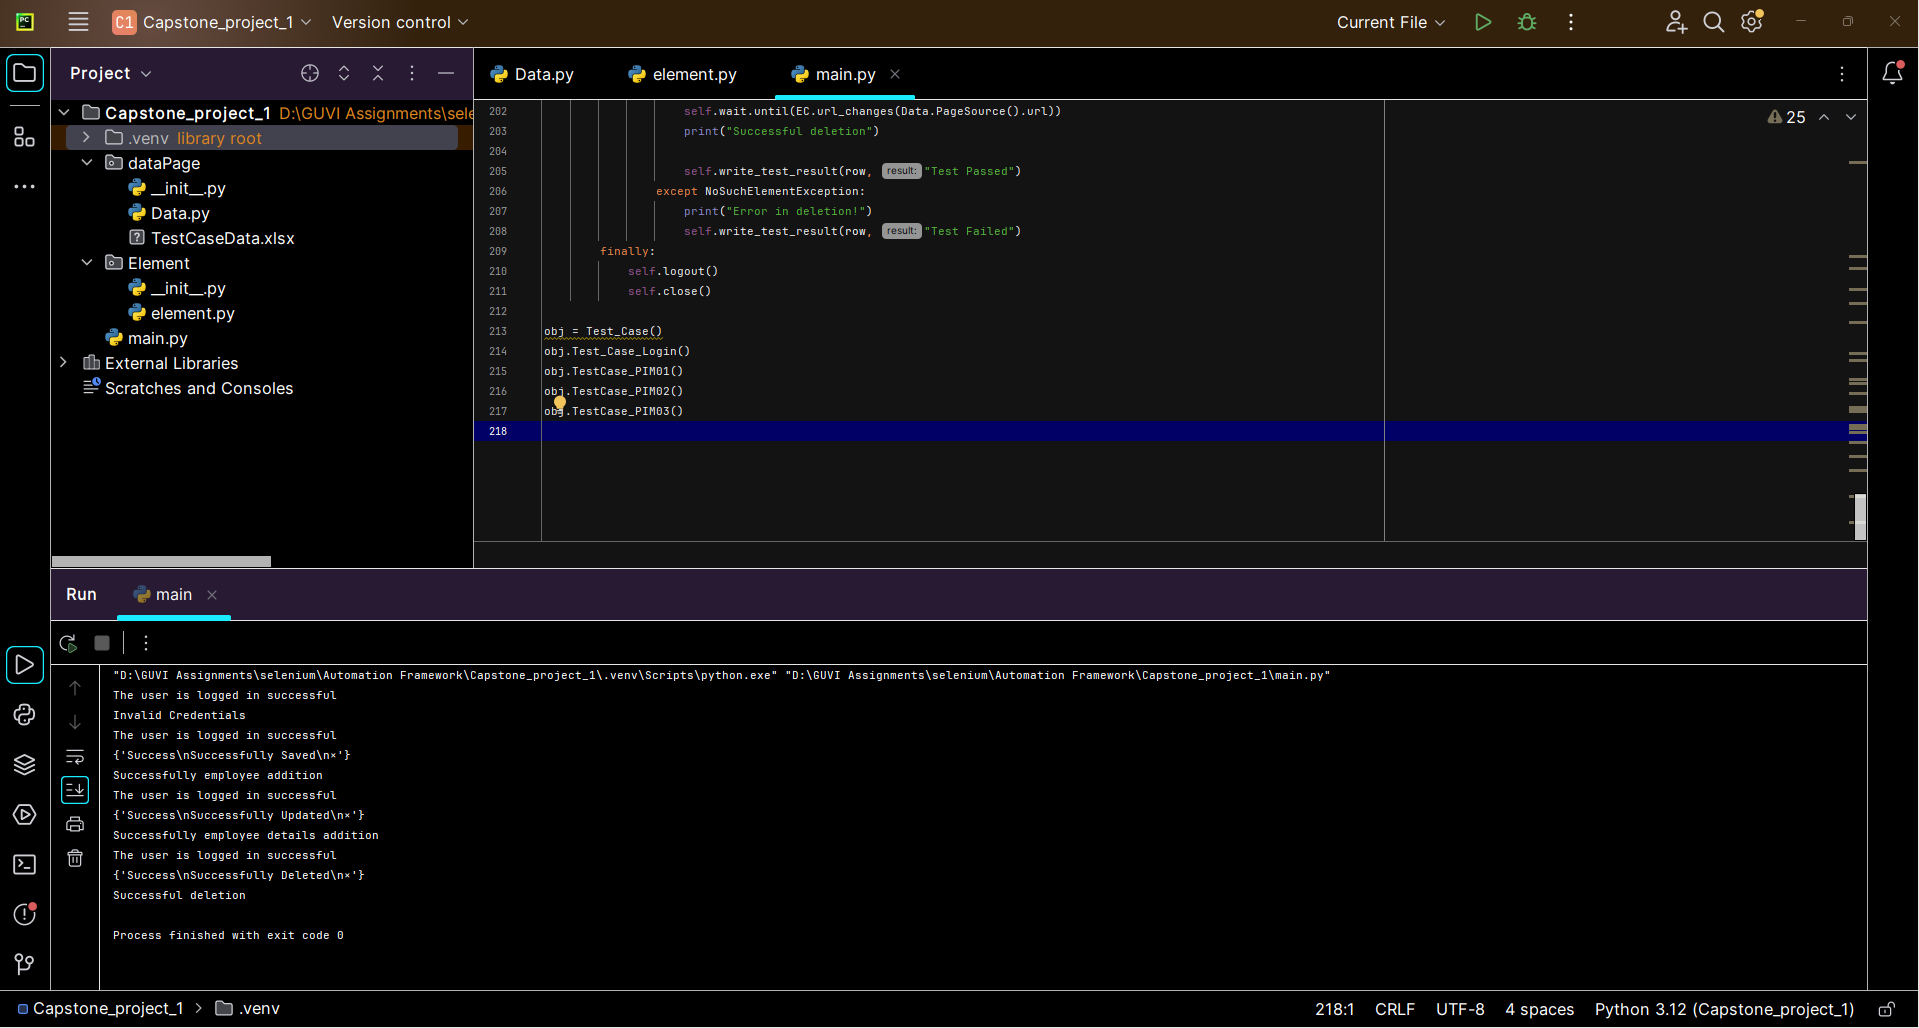 C1 Capstone_project_1 Version control Current File
Project
Data.py element.py main.py
Capstone_project_1 D:\GUVI Assignments\sele
.venv library root
dataPage
__init__.py
Data.py
TestCaseData.xlsx
Element
__init__.py
element.py
main.py
External Libraries
Scratches and Consoles
25
202 self.wait.until(EC.url_changes(Data.PageSource().url))
203 print("Successful deletion")
204
205 self.write_test_result(row, result: "Test Passed")
206 except NoSuchElementException:
207 print("Error in deletion!")
208 self.write_test_result(row, result: "Test Failed")
209 finally:
210 self.logout()
211 self.close()
212
213 obj = Test_Case()
214 obj.Test_Case_Login()
215 obj.TestCase_PIM01()
216 obj.TestCase_PIM02()
217 obj.TestCase_PIM03()
218
Run main
"D:\GUVI Assignments\selenium\Automation Framework\Capstone_project_1\.venv\Scripts\python.exe" "D:\GUVI Assignments\selenium\Automation Framework\Capstone_project_1\main.py"
The user is logged in successful
Invalid Credentials
The user is logged in successful
{'Success\nSuccessfully Saved\n×'}
Successfully employee addition
The user is logged in successful
{'Success\nSuccessfully Updated\n×'}
Successfully employee details addition
The user is logged in successful
{'Success\nSuccessfully Deleted\n×'}
Successful deletion
Process finished with exit code 0
Capstone_project_1 > .venv 218:1 CRLF UTF-8 4 spaces Python 3.12 (Capstone_project_1)